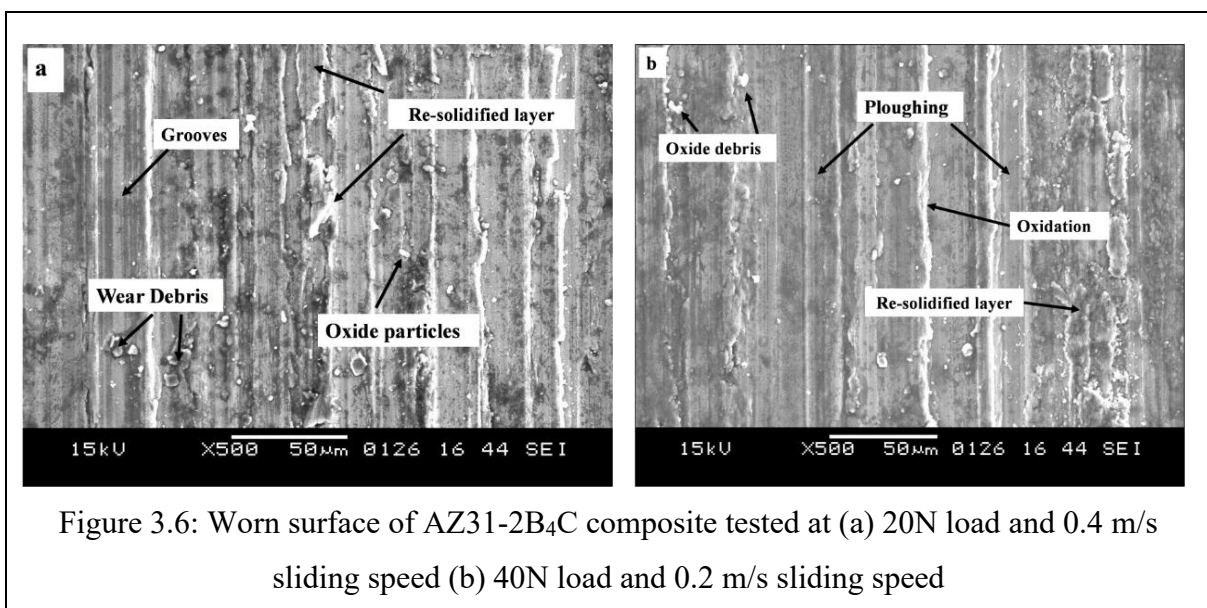 a
Re-solidified layer
Grooves
Wear Debris
Oxide particles
15kU X500 50µm 0126 16 44 SEI
b
Ploughing
Oxide debris
Oxidation
Re-solidified layer
15kU X500 50µm 0126 16 44 SEI
Figure 3.6: Worn surface of AZ31-2B₄C composite tested at (a) 20N load and 0.4 m/s
sliding speed (b) 40N load and 0.2 m/s sliding speed